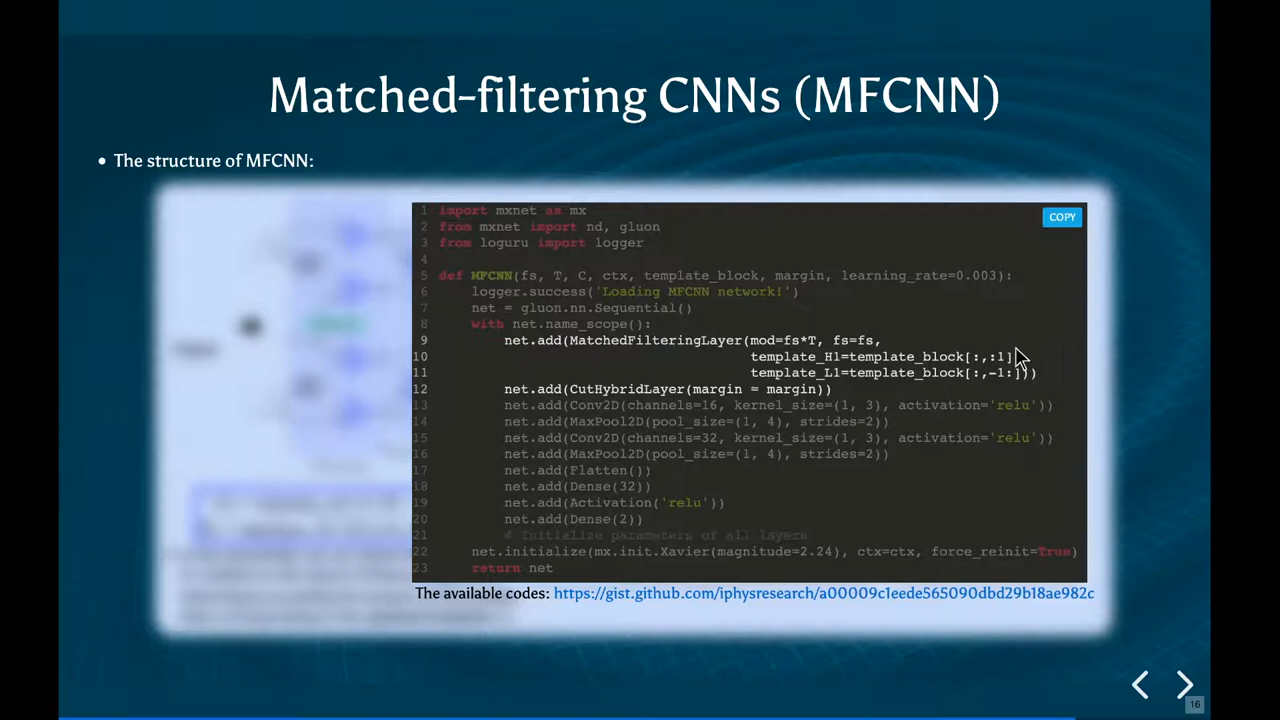 Matched-filtering CNNs (MFCNN)
• The structure of MFCNN:
COPY
1 import mxnet as mx
2 from mxnet import nd, gluon
3 from loguru import logger
4
5 def MFCNN(fs, T, C, ctx, template_block, margin, learning_rate=0.003):
6 logger.success('Loading MFCNN network!')
7 net = gluon.nn.Sequential()
8 with net.name_scope():
9 net.add(MatchedFilteringLayer(mod=fs*T, fs=fs,
10 template_H1=template_block[:,:1]
11 template_L1=template_block[:,-1:]))
12 net.add(CutHybridLayer(margin = margin))
13 net.add(Conv2D(channels=16, kernel_size=(1, 3), activation='relu'))
14 net.add(MaxPool2D(pool_size=(1, 4), strides=2))
15 net.add(Conv2D(channels=32, kernel_size=(1, 3), activation='relu'))
16 net.add(MaxPool2D(pool_size=(1, 4), strides=2))
17 net.add(Flatten())
18 net.add(Dense(32))
19 net.add(Activation('relu'))
20 net.add(Dense(2))
21 # Initialize parameters of all layers
22 net.initialize(mx.init.Xavier(magnitude=2.24), ctx=ctx, force_reinit=True)
23 return net
The available codes: https://gist.github.com/iphysresearch/a00009c1eede565090dbd29b18ae982c
16